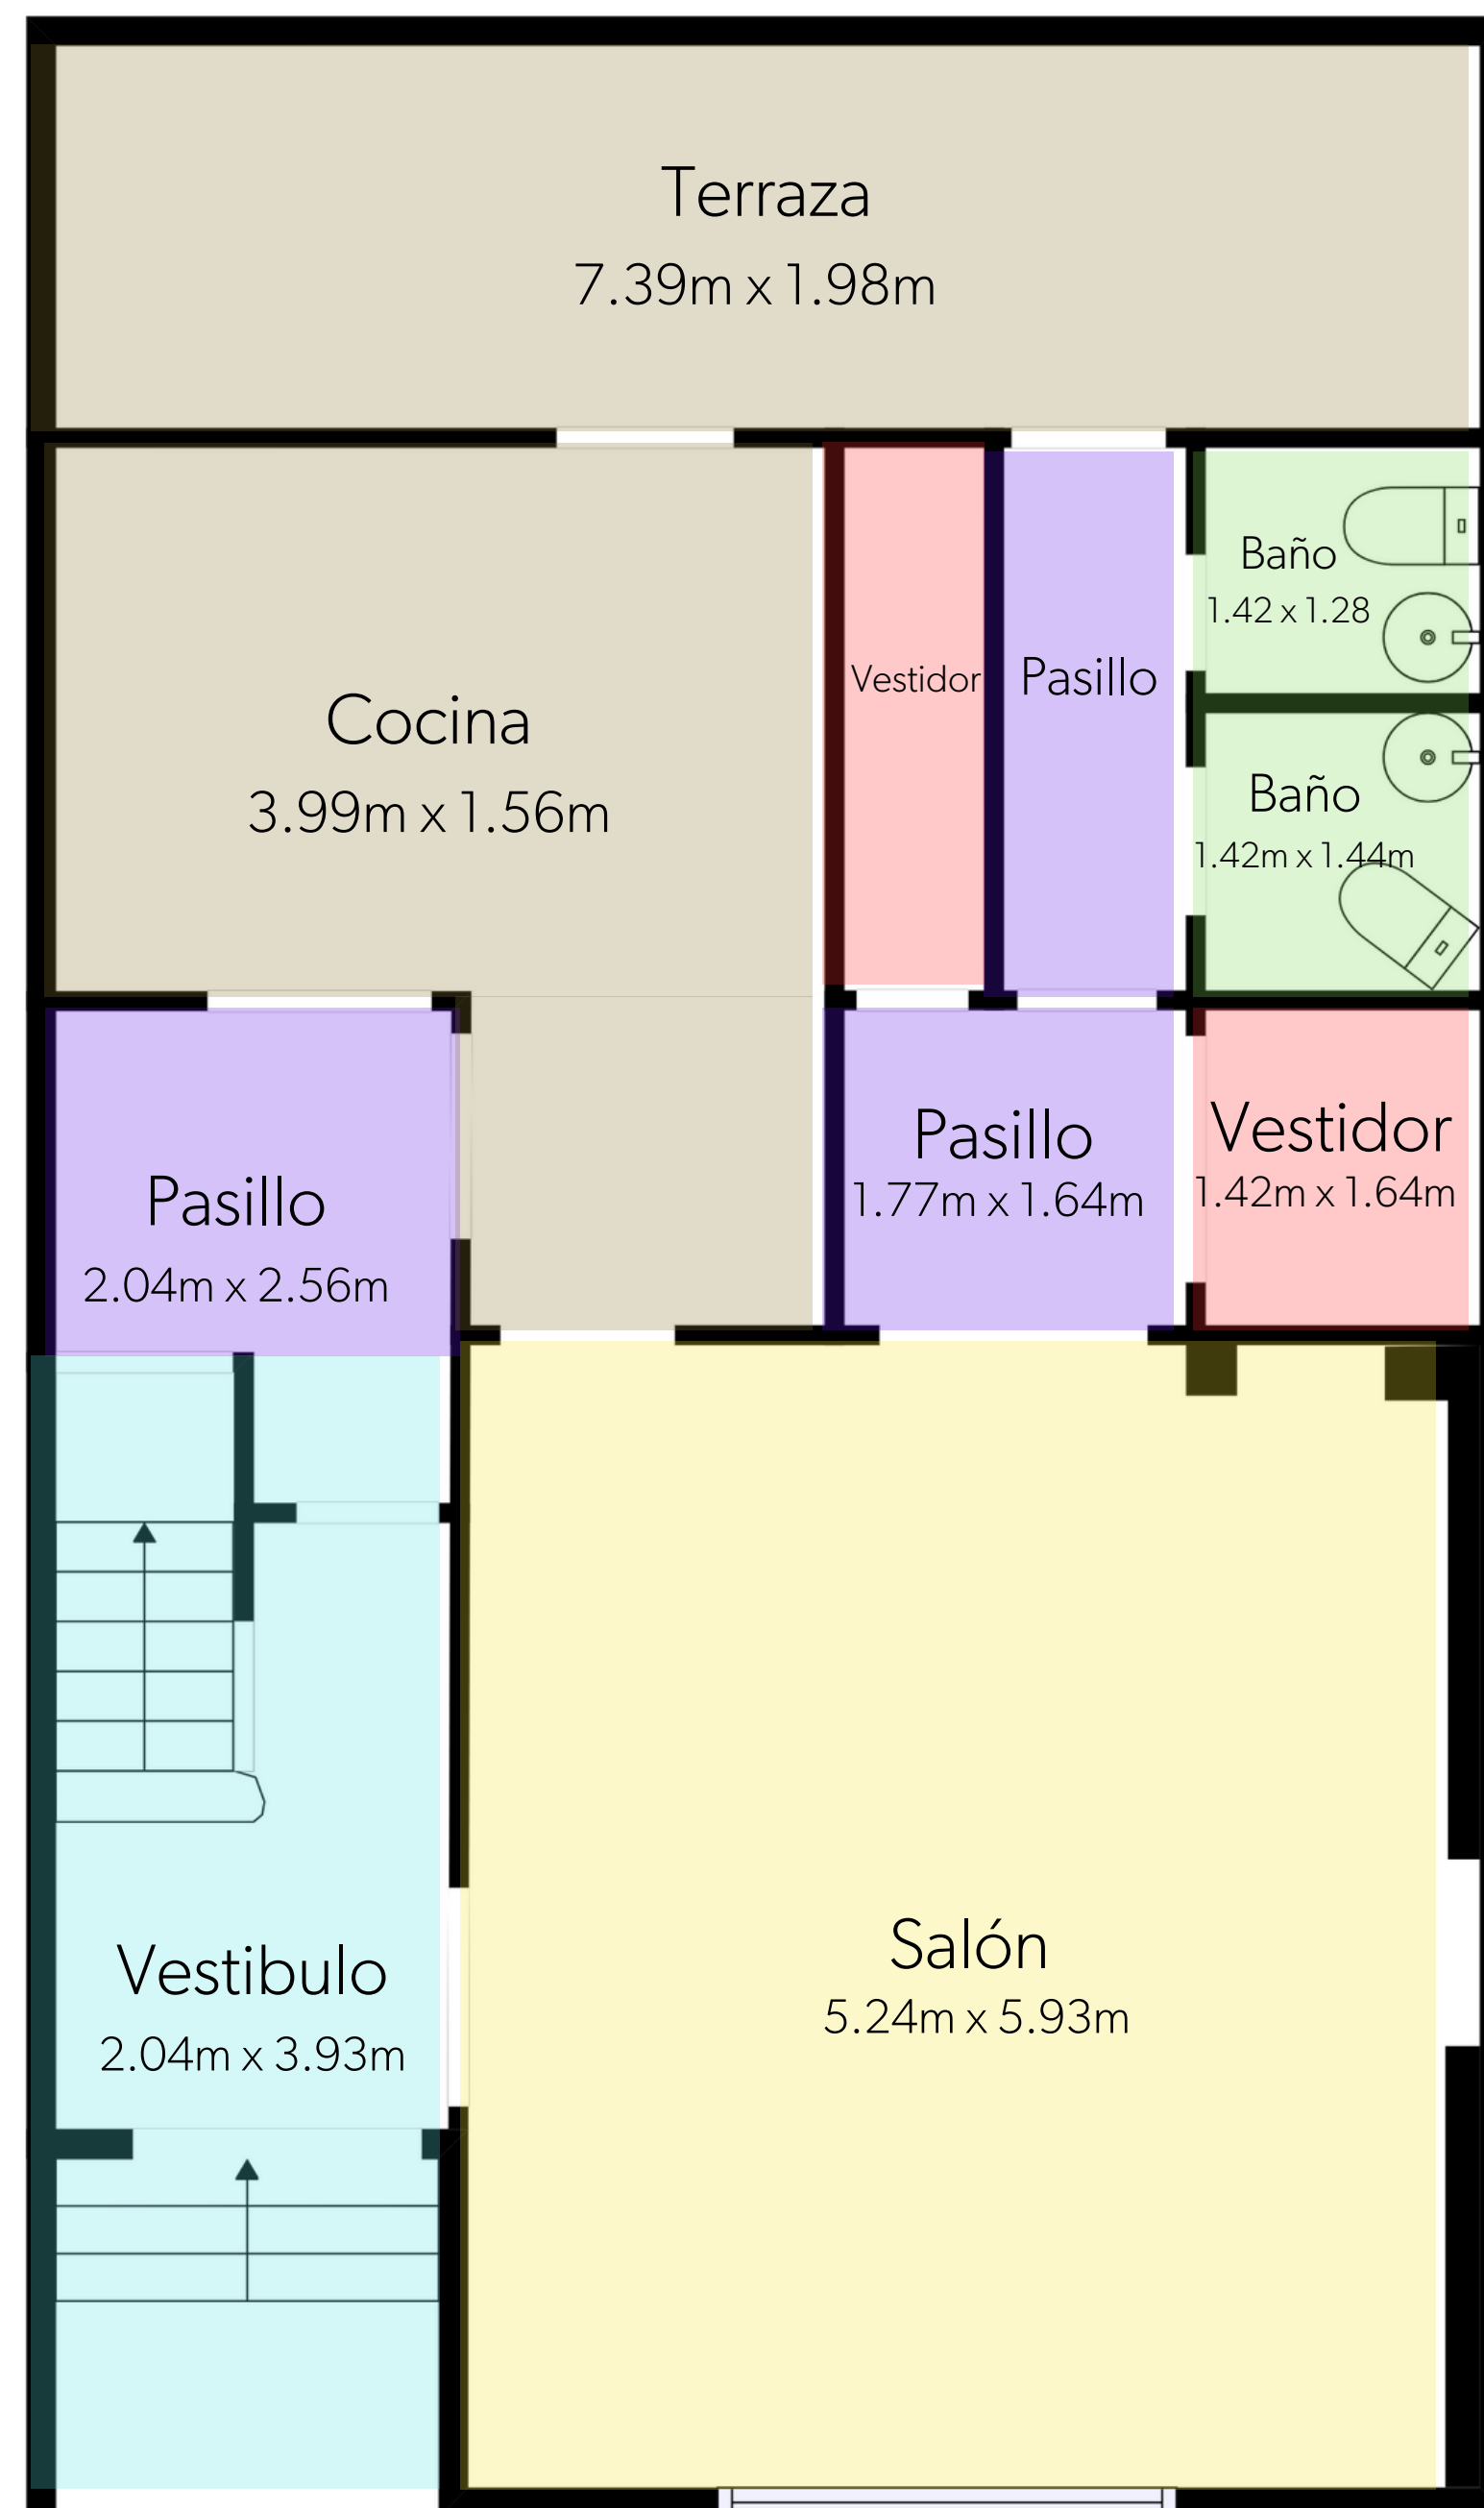 Terraza
7.39m x 1.98m
Baño
1.42 x 1.28
Vestidor
Pasillo
Cocina
3.99m x 1.56m
Baño
1.42m x 1.44m
Pasillo
1.77m x 1.64m
Vestidor
1.42m x 1.64m
Pasillo
2.04m x 2.56m
Salón
5.24m x 5.93m
Vestibulo
2.04m x 3.93m